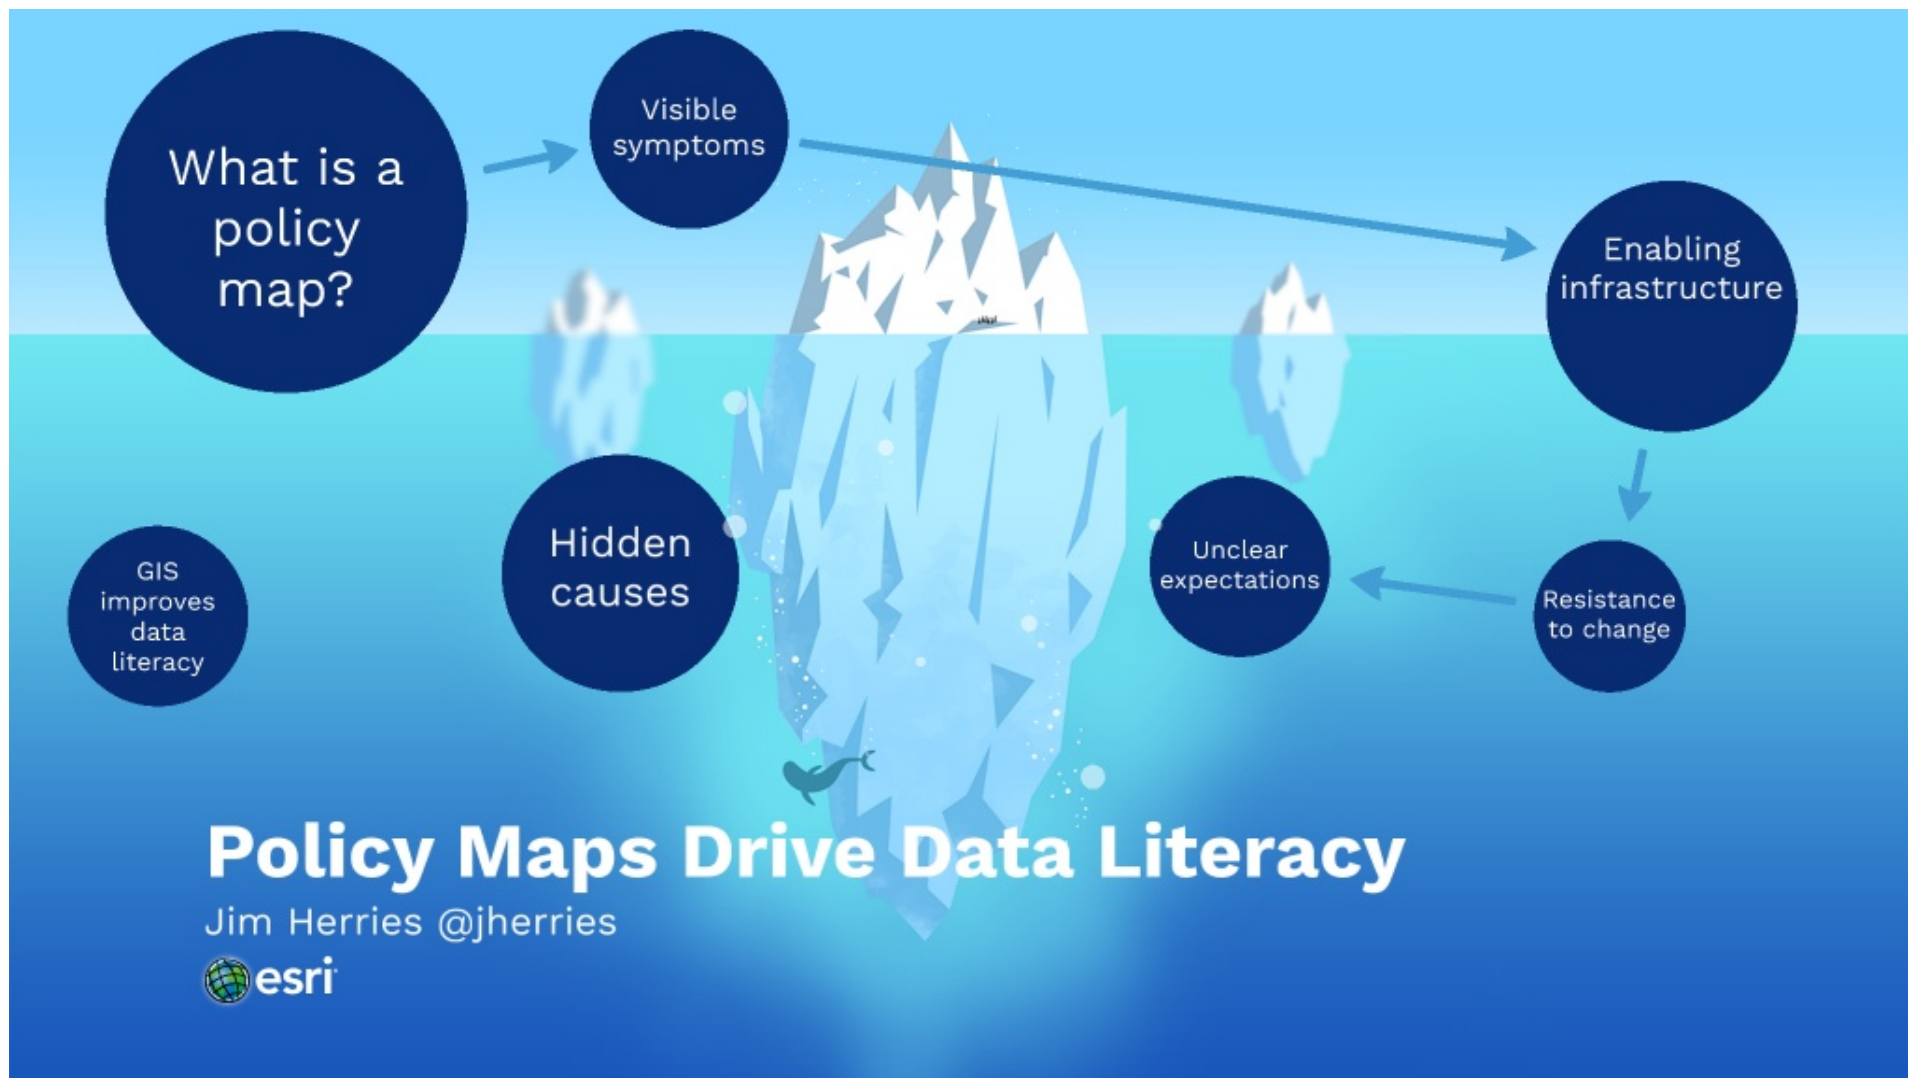 What is a
policy
map?
Visible
symptoms
Enabling
infrastructure
Resistance
to change
Unclear
expectations
Hidden
causes
GIS
improves
data
literacy
Policy Maps Drive Data Literacy
Jim Herries @jherries
esri